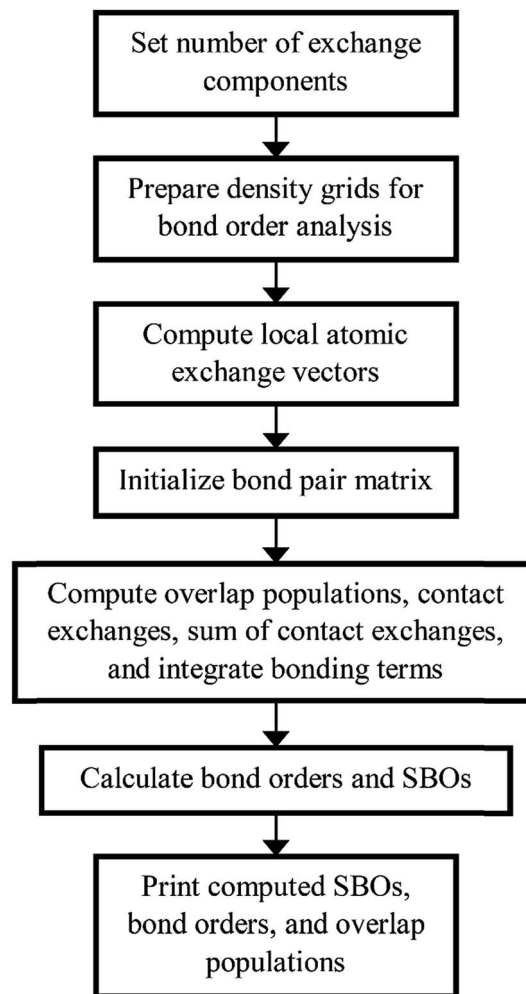 Set number of exchange
components
Prepare density grids for
bond order analysis
Compute local atomic
exchange vectors
Initialize bond pair matrix
Compute overlap populations, contact
exchanges, sum of contact exchanges,
and integrate bonding terms
Calculate bond orders and SBOs
Print computed SBOs,
bond orders, and overlap
populations